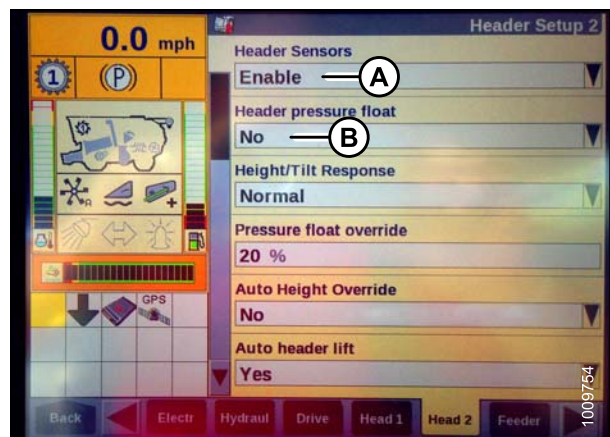 0.0 mph
Header Setup 2
1
(P)
Header Sensors
Enable
A
Header pressure float
No
B
Height/Tilt Response
Normal
A
+
Pressure float override
20 %
GPS
Auto Height Override
No
Auto header lift
Yes
Back
Electr
Hydraul
Drive
Head 1
Head 2
Feeder
1009754